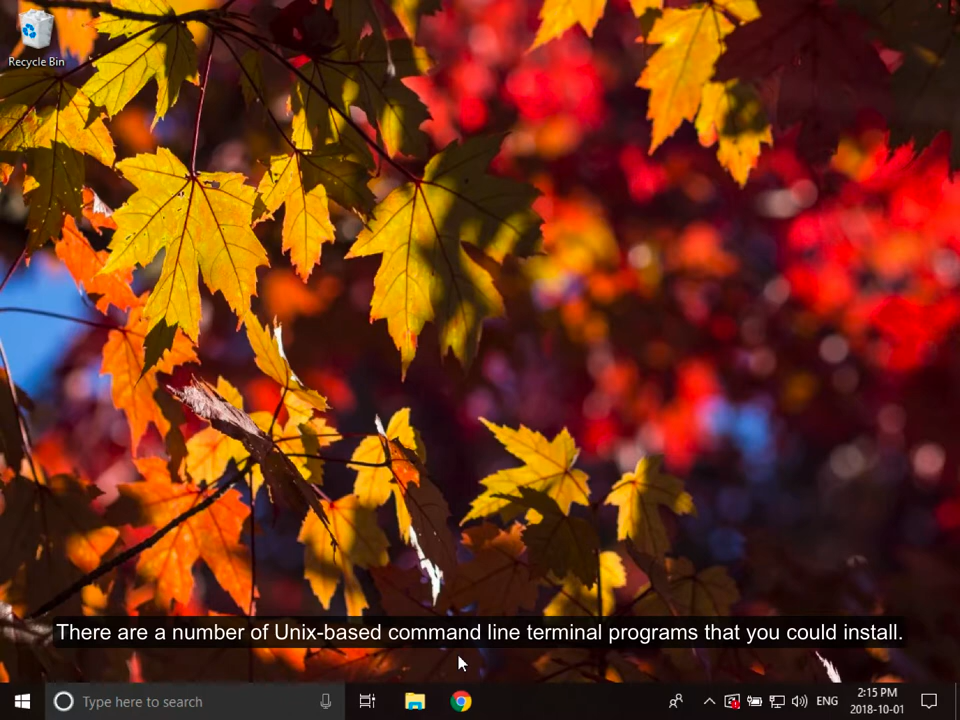 Recycle Bin
There are a number of Unix-based command line terminal programs that you could install.
Type here to search
ENG
2:15 PM
2018-10-01